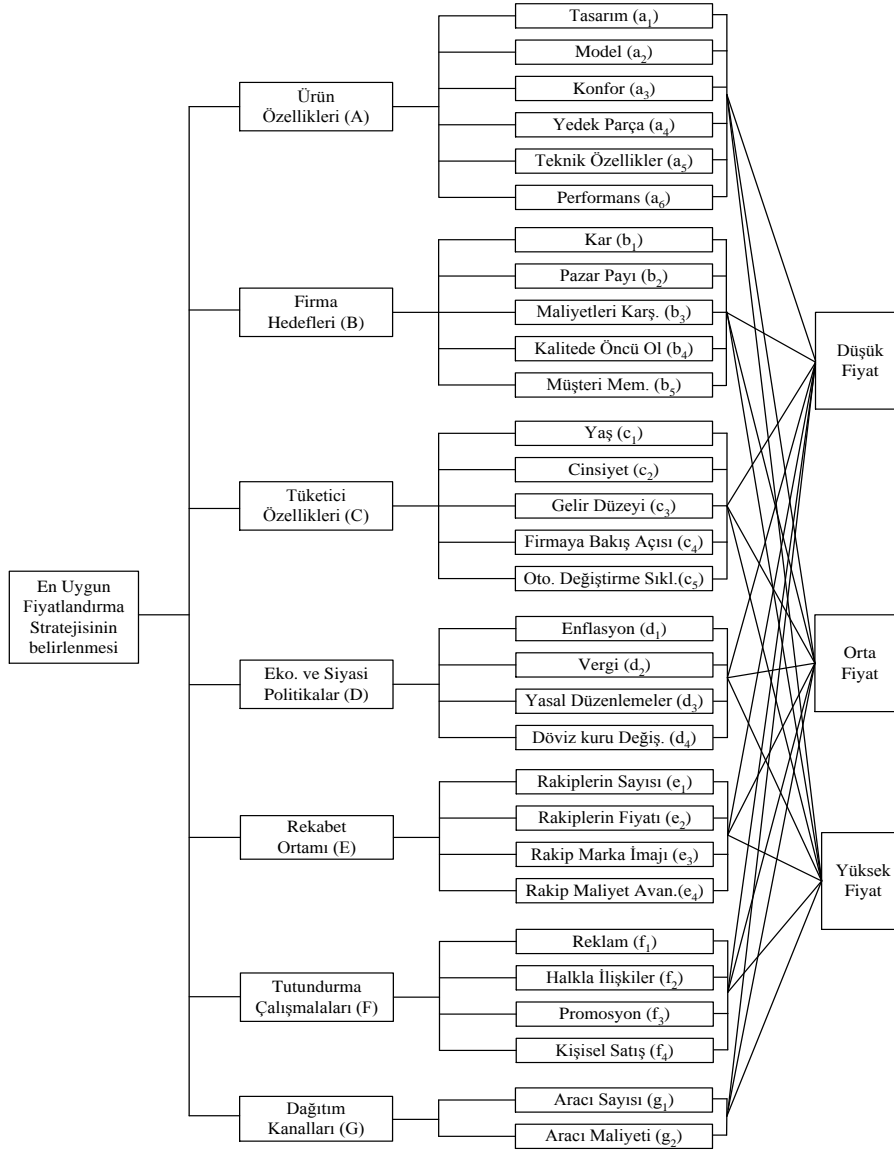 En Uygun
Fiyatlandırma
Stratejisinin
belirlenmesi
Ürün
Özellikleri (A)
Tasarım (a₁)
Model (a₂)
Konfor (a₃)
Yedek Parça (a₄)
Teknik Özellikler (a₅)
Performans (a₆)
Firma
Hedefleri (B)
Kar (b₁)
Pazar Payı (b₂)
Maliyetleri Karş. (b₃)
Kalitede Öncü Ol (b₄)
Müşteri Mem. (b₅)
Tüketici
Özellikleri (C)
Yaş (c₁)
Cinsiyet (c₂)
Gelir Düzeyi (c₃)
Firmaya Bakış Açısı (c₄)
Oto. Değiştirme Sıkl.(c₅)
Eko. ve Siyasi
Politikalar (D)
Enflasyon (d₁)
Vergi (d₂)
Yasal Düzenlemeler (d₃)
Döviz kuru Değiş. (d₄)
Rekabet
Ortamı (E)
Rakiplerin Sayısı (e₁)
Rakiplerin Fiyatı (e₂)
Rakip Marka İmajı (e₃)
Rakip Maliyet Avan.(e₄)
Tutundurma
Çalışmalaları (F)
Reklam (f₁)
Halkla İlişkiler (f₂)
Promosyon (f₃)
Kişisel Satış (f₄)
Dağıtım
Kanalları (G)
Aracı Sayısı (g₁)
Aracı Maliyeti (g₂)
Düşük
Fiyat
Orta
Fiyat
Yüksek
Fiyat